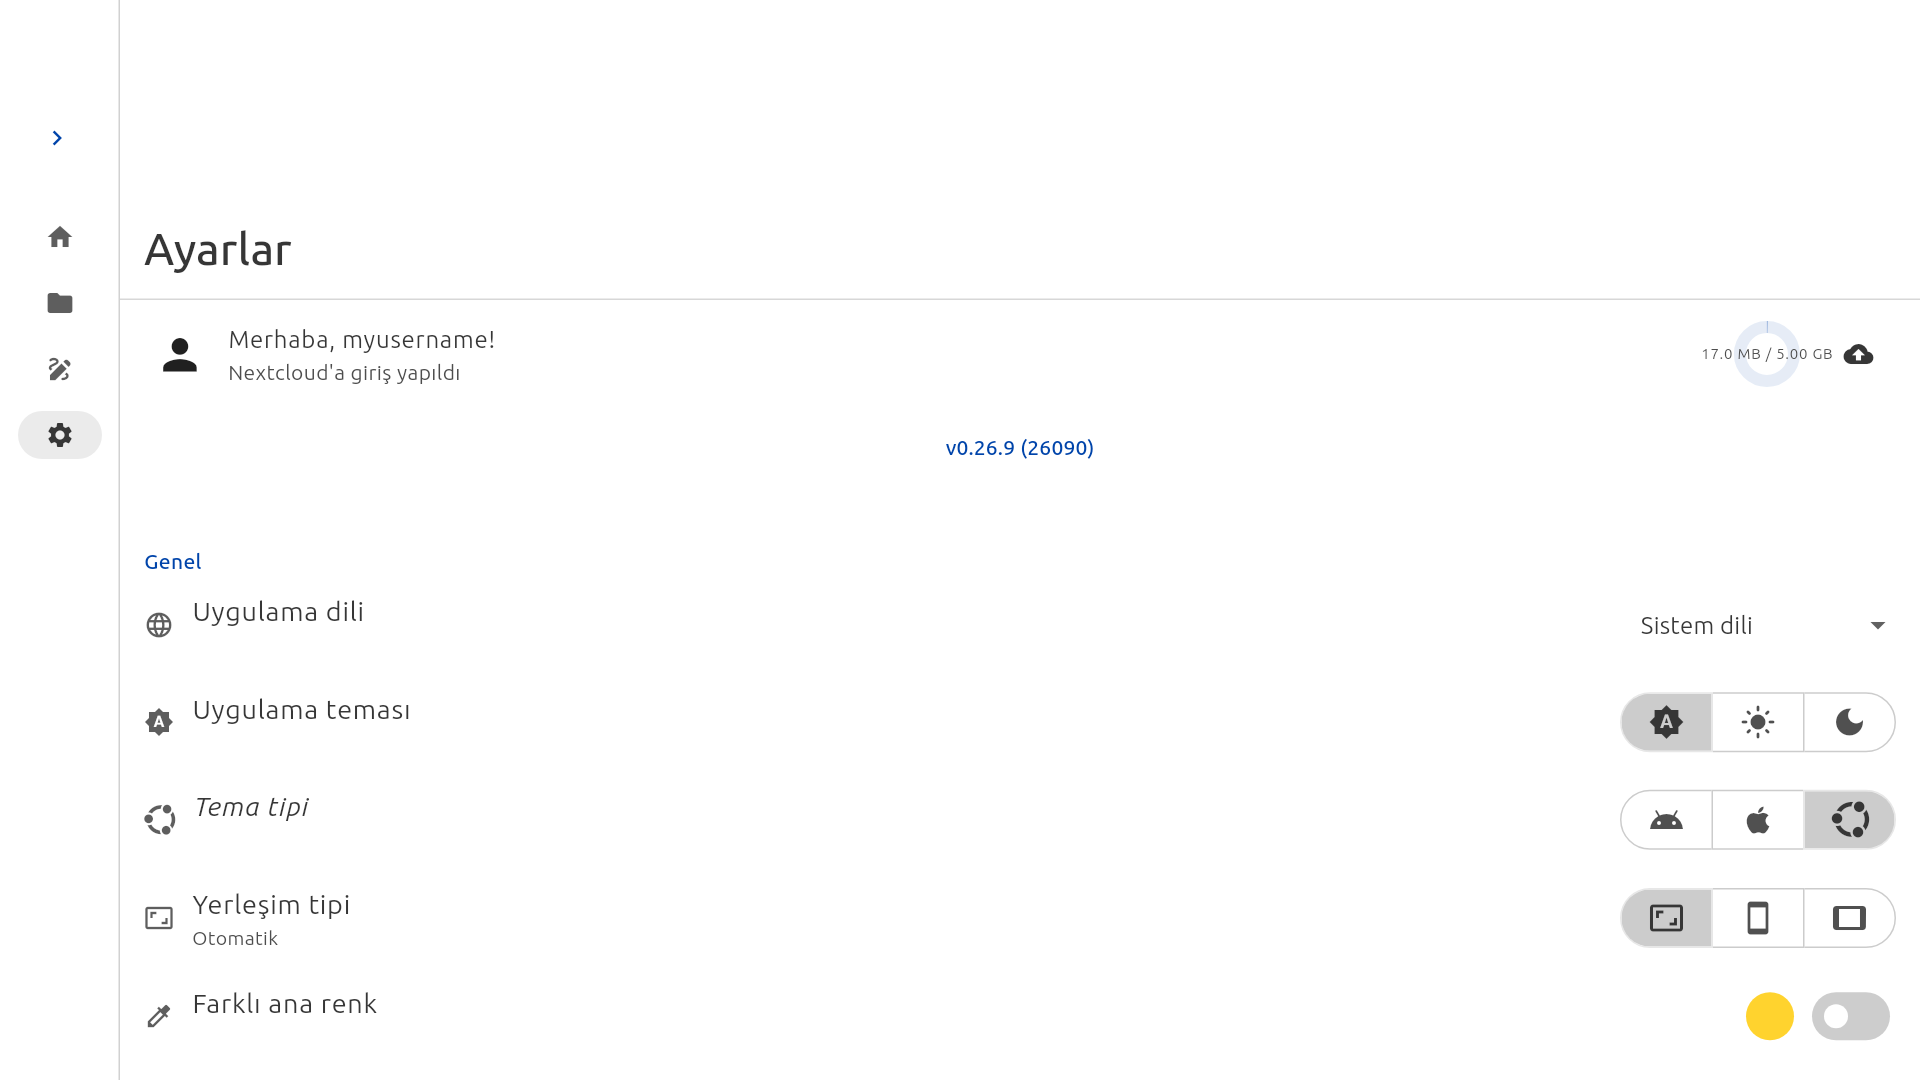 Ayarlar
Merhaba, myusername!
Nextcloud'a giriş yapıldı
17.0 MB / 5.00 GB
v0.26.9 (26090)
Genel
Uygulama dili
Sistem dili
Uygulama teması
Tema tipi
Yerleşim tipi
Otomatik
Farklı ana renk